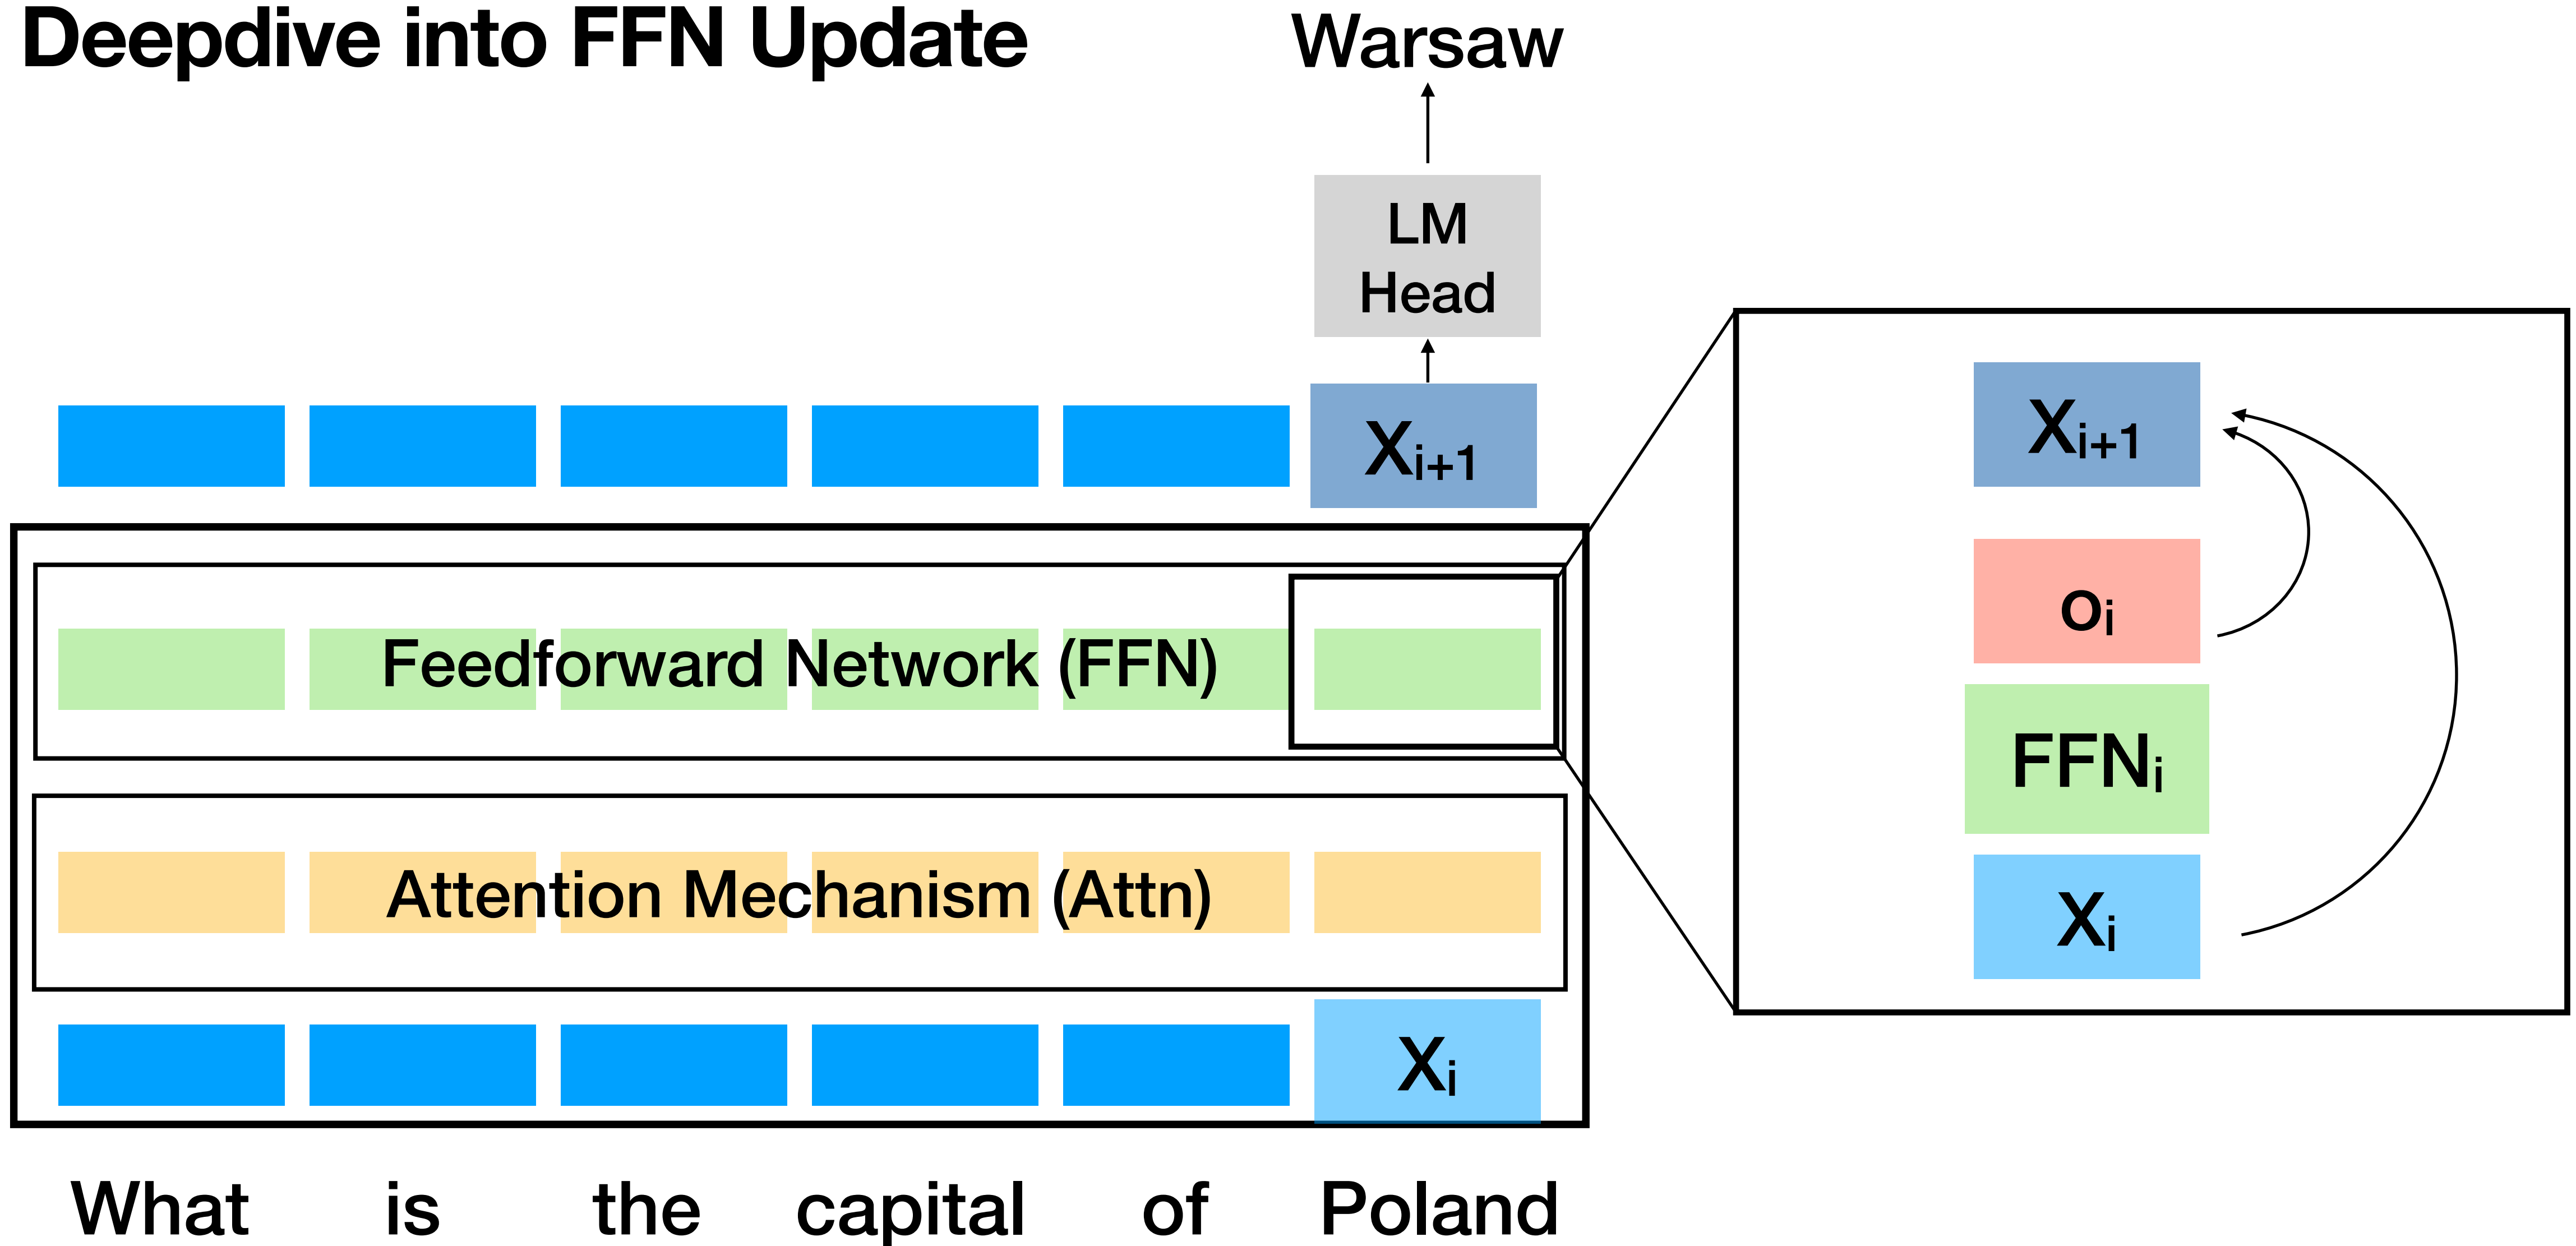 Deepdive into FFN Update
Warsaw
LM
Head
Xi+1
Feedforward Network (FFN)
Attention Mechanism (Attn)
Xi
What is the capital of Poland
Xi+1
oi
FFNi
Xi